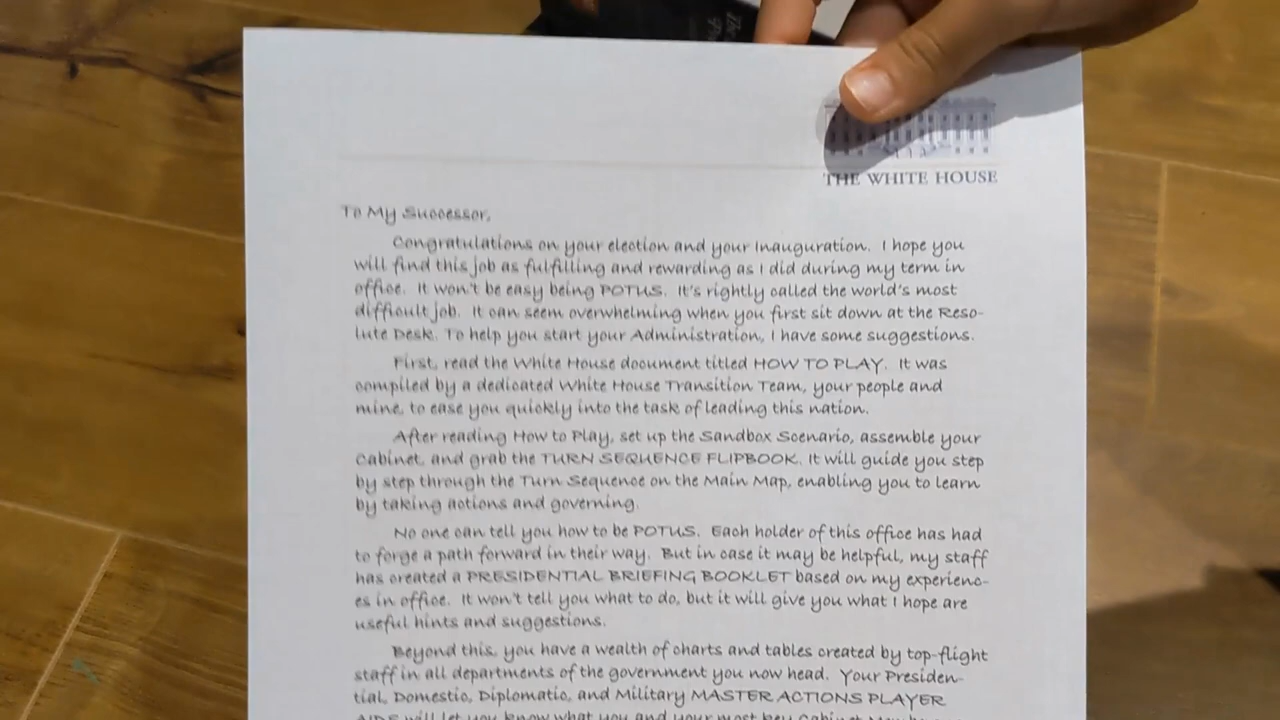 THE WHITE HOUSE
To My Successor,
Congratulations on your election and your Inauguration. I hope you
will find this job as fulfilling and rewarding as I did during my term in
office. It won't be easy being POTUS. It's rightly called the world's most
difficult job. It can seem overwhelming when you first sit down at the Reso-
lute Desk. To help you start your Administration, I have some suggestions.
First, read the White House document titled HOW TO PLAY. It was
compiled by a dedicated White House Transition Team, your people and
mine, to ease you quickly into the task of leading this nation.
After reading How to Play, set up the Sandbox Scenario, assemble your
Cabinet, and grab the TURN SEQUENCE FLIPBOOK. It will guide you step
by step through the Turn Sequence on the Main Map, enabling you to learn
by taking actions and governing.
No one can tell you how to be POTUS. Each holder of this office has had
to forge a path forward in their way. But in case it may be helpful, my staff
has created a PRESIDENTIAL BRIEFING BOOKLET based on my experienc-
es in office. It won't tell you what to do, but it will give you what I hope are
useful hints and suggestions.
Beyond this, you have a wealth of charts and tables created by top-flight
staff in all departments of the government you now head. Your Presiden-
tial, Domestic, Diplomatic, and Military MASTER ACTIONS PLAYER
AIDS will let you know what you and your most key Cabinet